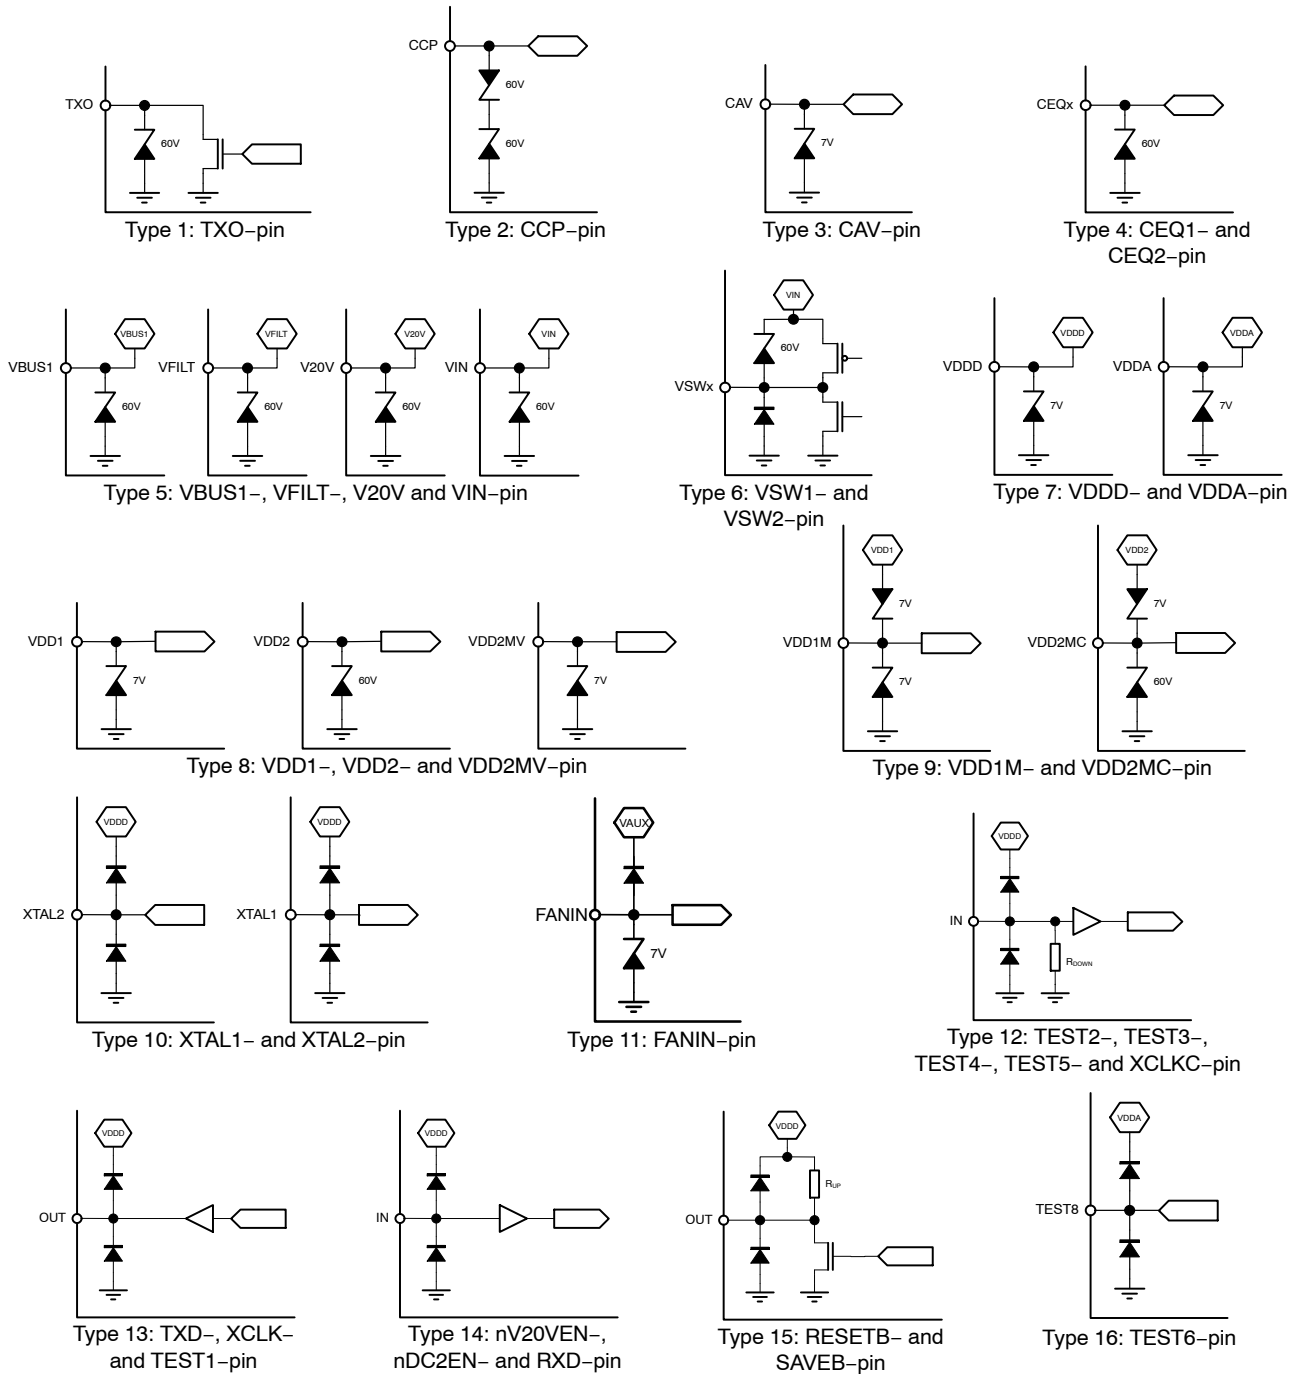 CCP
60V
60V
TXO
60V
CAV
7V
CEQx
60V
Type 1: TXO−pin
Type 2: CCP−pin
Type 3: CAV−pin
Type 4: CEQ1− and
CEQ2−pin
VBUS1
VBUS1
60V
VFILT
VFILT
60V
V20V
V20V
60V
VIN
VIN
60V
VIN
60V
VSWx
VDDD
VDDD
7V
VDDA
VDDA
7V
Type 5: VBUS1−, VFILT−, V20V and VIN−pin
Type 6: VSW1− and
VSW2−pin
Type 7: VDDD− and VDDA−pin
VDD1
7V
VDD2
60V
VDD2MV
7V
VDD1
7V
VDD1M
7V
VDD2
7V
VDD2MC
60V
Type 8: VDD1−, VDD2− and VDD2MV−pin
Type 9: VDD1M− and VDD2MC−pin
VDDD
XTAL2
VDDD
XTAL1
VAUX
FANIN
7V
VDDD
IN
RDOWN
Type 10: XTAL1− and XTAL2−pin
Type 11: FANIN−pin
Type 12: TEST2−, TEST3−,
TEST4−, TEST5− and XCLKC−pin
VDDD
OUT
VDDD
IN
VDDD
RUP
OUT
VDDA
TEST8
Type 13: TXD−, XCLK−
and TEST1−pin
Type 14: nV20VEN−,
nDC2EN− and RXD−pin
Type 15: RESETB− and
SAVEB−pin
Type 16: TEST6−pin